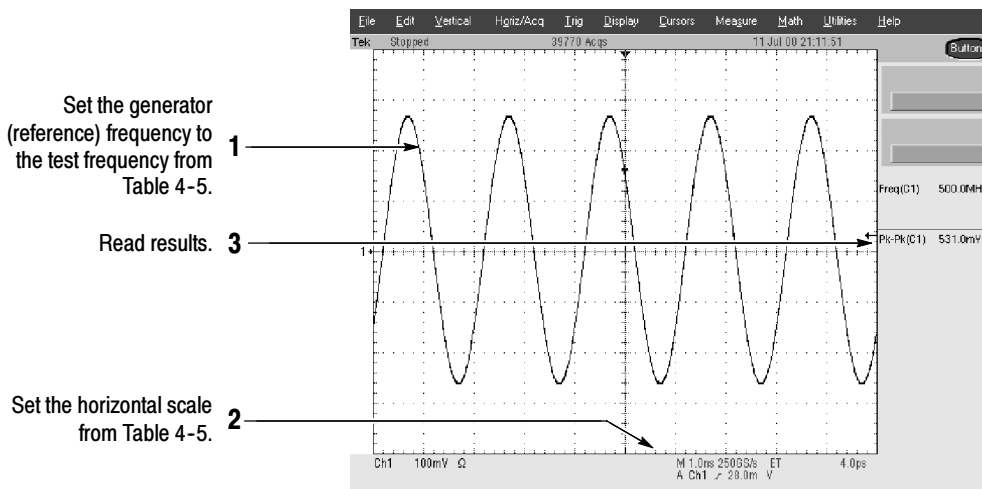 File Edit Vertical Horiz/Acq Trig Display Cursors Measure Math Utilities Help
Tek Stopped 39770 Acqs 11 Jul 00 21:11:51
Button
Set the generator
(reference) frequency to
the test frequency from
Table 4-5.
1
Freq(C1) 500.0MH
Read results. 3
Pk-Pk(C1) 531.0mV
1
Set the horizontal scale
from Table 4-5.
2
Ch1 100mV Ω M 1.0ns 250GS/s ET 4.0ps
A Ch1 28.0m V